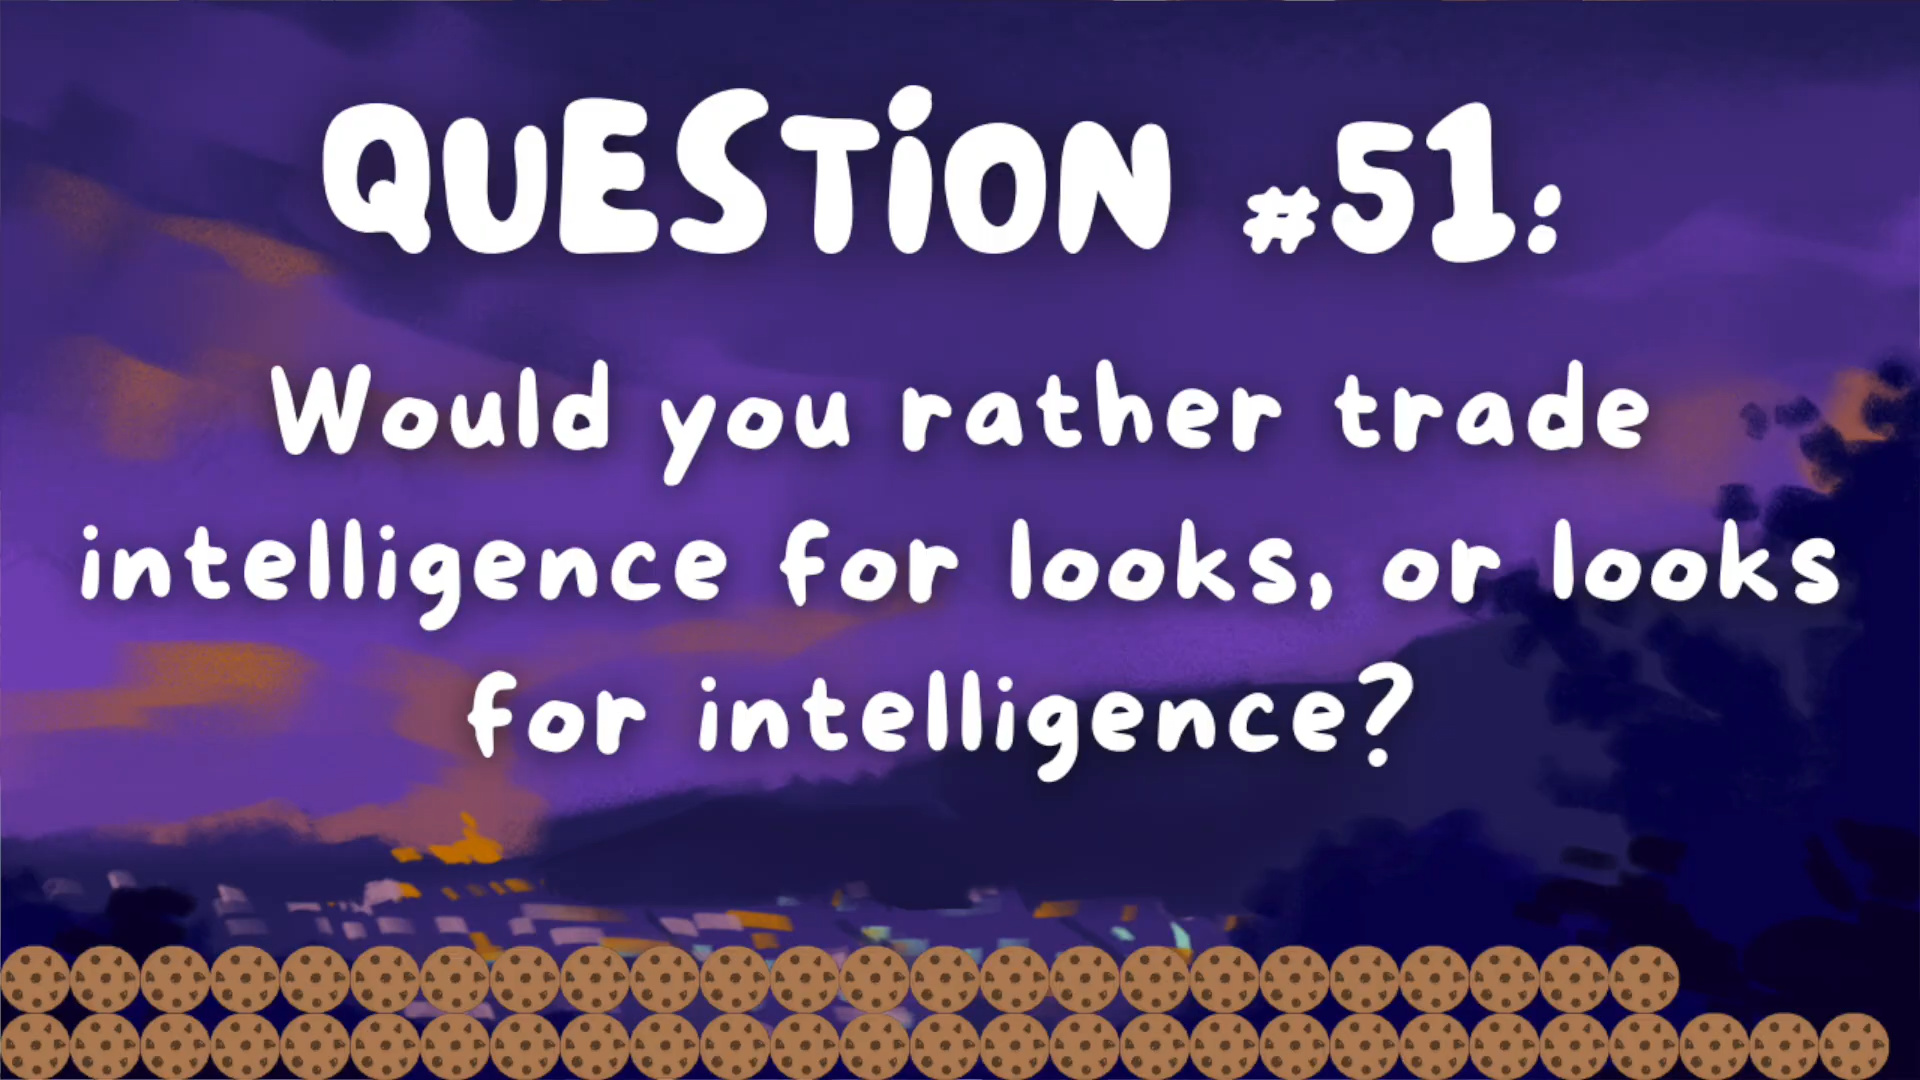 QUESTION #51:
Would you rather trade
intelligence for looks, or looks
for intelligence?